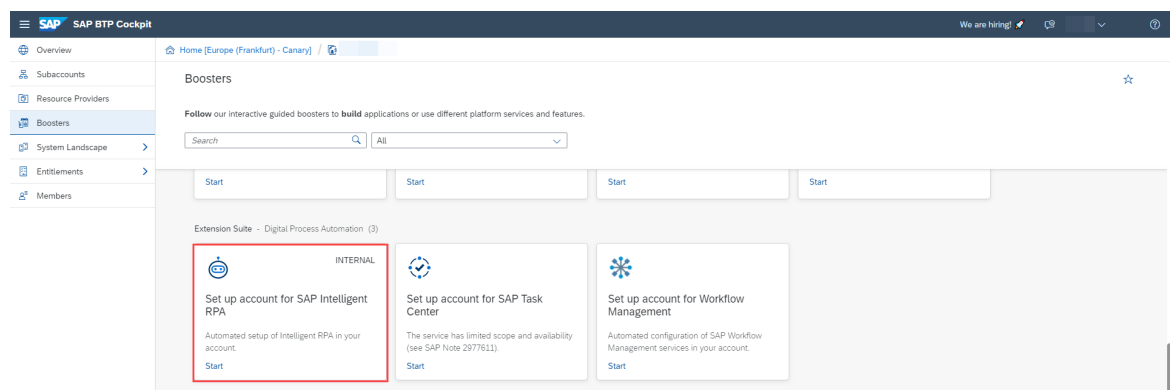 SAP SAP BTP Cockpit
We are hiring!
Overview
Subaccounts
Resource Providers
Boosters
System Landscape
Entitlements
Members
Home [Europe (Frankfurt) - Canary] /
Boosters
Follow our interactive guided boosters to build applications or use different platform services and features.
Search
All
Start
Start
Start
Start
Extension Suite - Digital Process Automation (3)
INTERNAL
Set up account for SAP Intelligent
RPA
Automated setup of Intelligent RPA in your
account.
Start
Set up account for SAP Task
Center
The service has limited scope and availability
(see SAP Note 2977611).
Start
Set up account for Workflow
Management
Automated configuration of SAP Workflow
Management services in your account.
Start